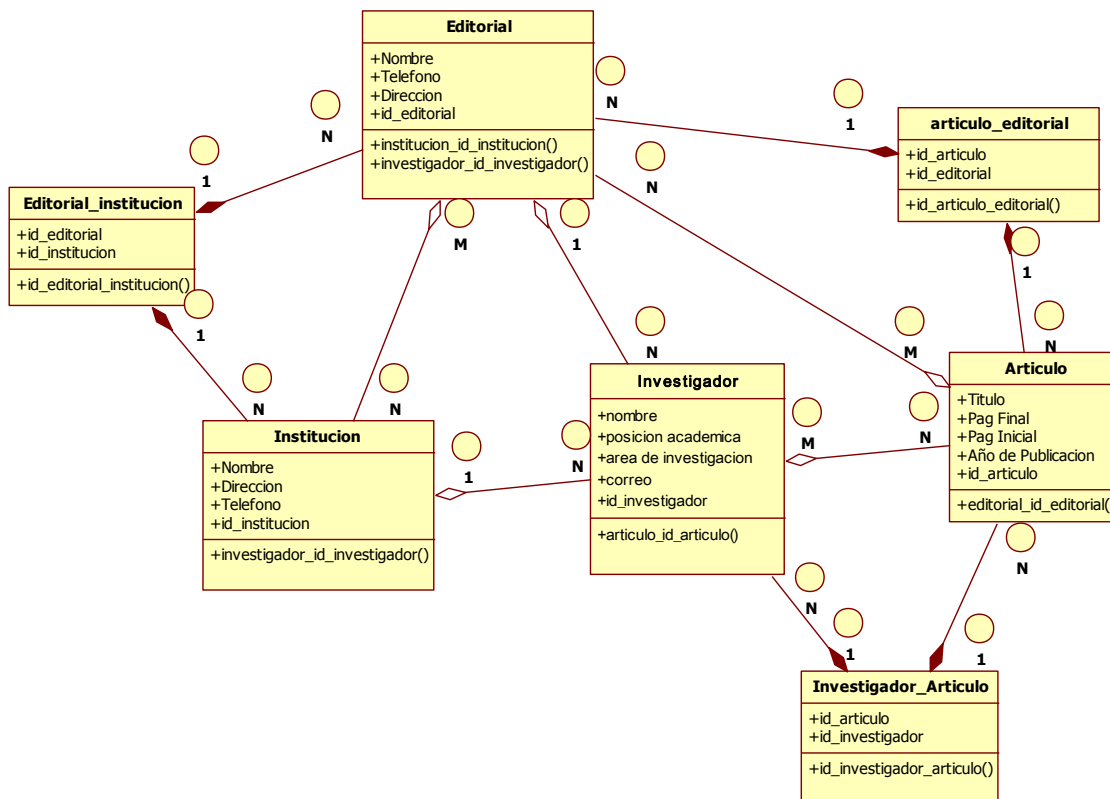 Editorial
+Nombre
+Telefono
+Direccion
+id_editorial
+institucion_id_institucion()
+investigador_id_investigador()
N
1
N
M
1
N
1
articulo_editorial
+id_articulo
+id_editorial
+id_articulo_editorial()
1
N
Editorial_institucion
+id_editorial
+id_institucion
+id_editorial_institucion()
1
N
N
N
M
Institucion
+Nombre
+Direccion
+Telefono
+id_institucion
+investigador_id_investigador()
1
N
Investigador
+nombre
+posicion academica
+area de investigacion
+correo
+id_investigador
+articulo_id_articulo()
M
N
Articulo
+Titulo
+Pag Final
+Pag Inicial
+Año de Publicacion
+id_articulo
+editorial_id_editorial(
N
N
1
1
Investigador_Articulo
+id_articulo
+id_investigador
+id_investigador_articulo()